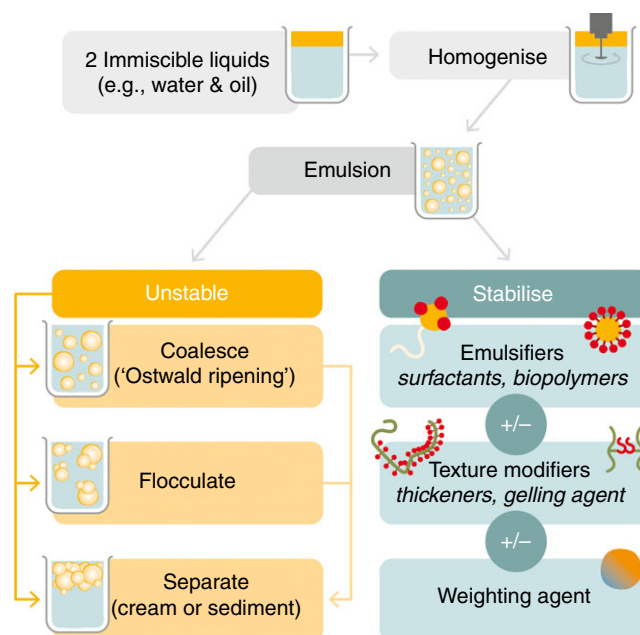 2 Immiscible liquids
(e.g., water & oil)
Homogenise
Emulsion
Unstable
Coalesce
('Ostwald ripening')
Flocculate
Separate
(cream or sediment)
Stabilise
Emulsifiers
surfactants, biopolymers
+/–
SS
Texture modifiers
thickeners, gelling agent
+/–
Weighting agent